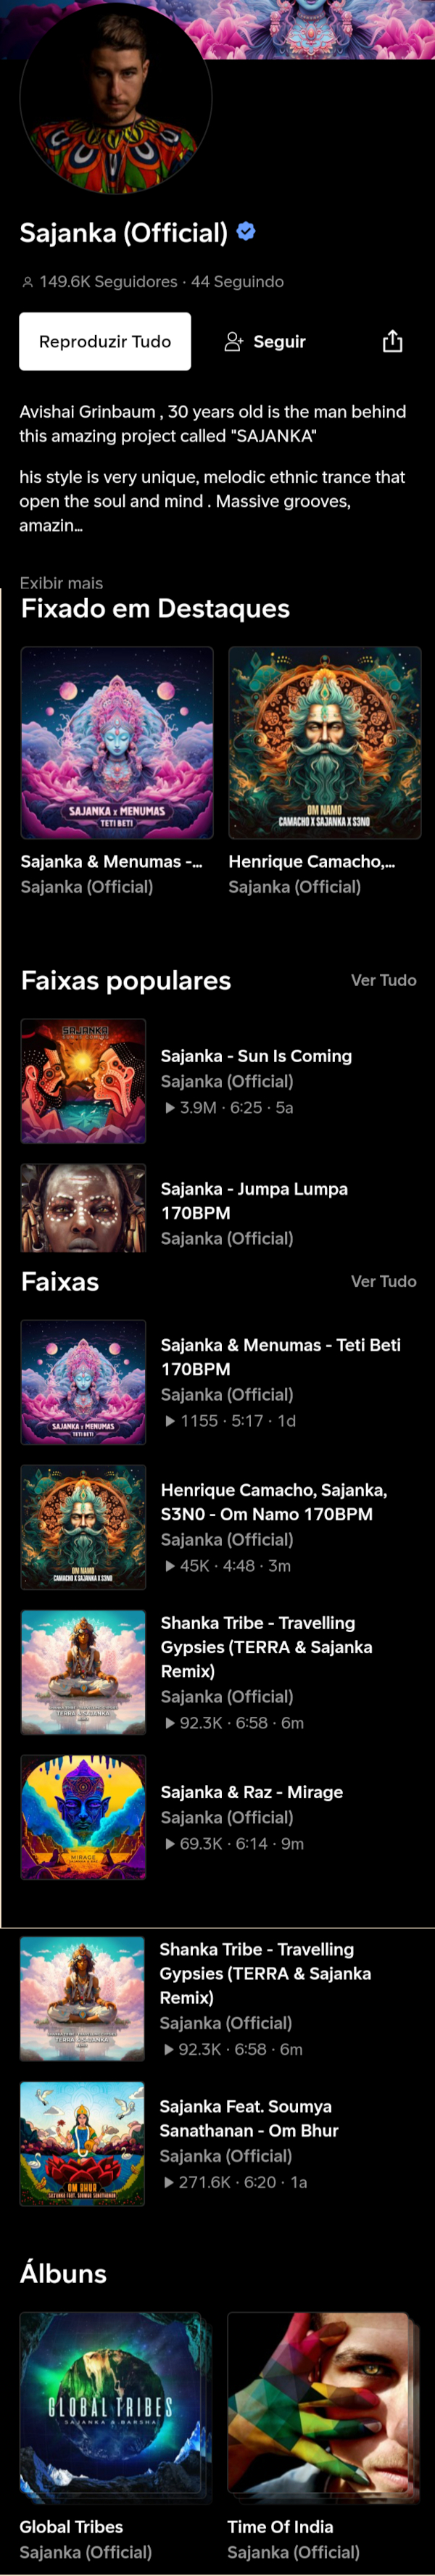 Sajanka (Official)
149.6K Seguidores · 44 Seguindo
Reproduzir Tudo
Seguir
Avishai Grinbaum , 30 years old is the man behind
this amazing project called "SAJANKA"
his style is very unique, melodic ethnic trance that
open the soul and mind . Massive grooves,
amazin...
Exibir mais
Fixado em Destaques
SAJANKA x MENUMAS
TETI BETI
OM NAMO
CAMACHO X SAJANKA X S3N0
Sajanka & Menumas -...
Sajanka (Official)
Henrique Camacho,...
Sajanka (Official)
Faixas populares
Ver Tudo
SAJANKA
Sajanka - Sun Is Coming
Sajanka (Official)
3.9M · 6:25 · 5a
Sajanka - Jumpa Lumpa
170BPM
Sajanka (Official)
Faixas
Ver Tudo
SAJANKA x MENUMAS
TETI BETI
Sajanka & Menumas - Teti Beti
170BPM
Sajanka (Official)
1155 · 5:17 · 1d
OM NAMO
CAMACHO X SAJANKA X S3N0
Henrique Camacho, Sajanka,
S3N0 - Om Namo 170BPM
Sajanka (Official)
45K · 4:48 · 3m
TERRA & SAJANKA
Shanka Tribe - Travelling
Gypsies (TERRA & Sajanka
Remix)
Sajanka (Official)
92.3K · 6:58 · 6m
MIRAGE
Sajanka & Raz - Mirage
Sajanka (Official)
69.3K · 6:14 · 9m
TERRA & SAJANKA
Shanka Tribe - Travelling
Gypsies (TERRA & Sajanka
Remix)
Sajanka (Official)
92.3K · 6:58 · 6m
OM BHUR
SAJANKA FEAT. SOUMYA SANATHANAN
Sajanka Feat. Soumya
Sanathanan - Om Bhur
Sajanka (Official)
271.6K · 6:20 · 1a
Álbuns
GLOBAL TRIBES
SAJANKA & BARSHA
Global Tribes
Sajanka (Official)
Time Of India
Sajanka (Official)